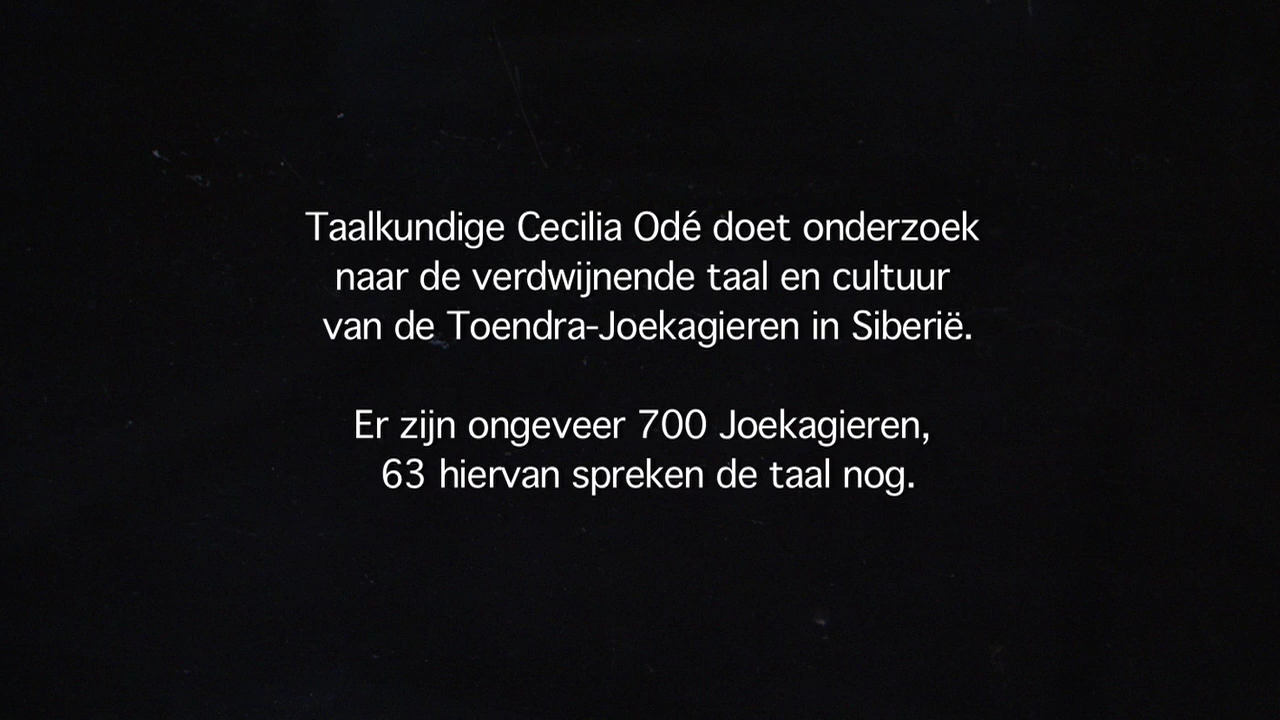 Taalkundige Cecilia Odé doet onderzoek
naar de verdwijnende taal en cultuur
van de Toendra-Joekagieren in Siberië.
Er zijn ongeveer 700 Joekagieren,
63 hiervan spreken de taal nog.